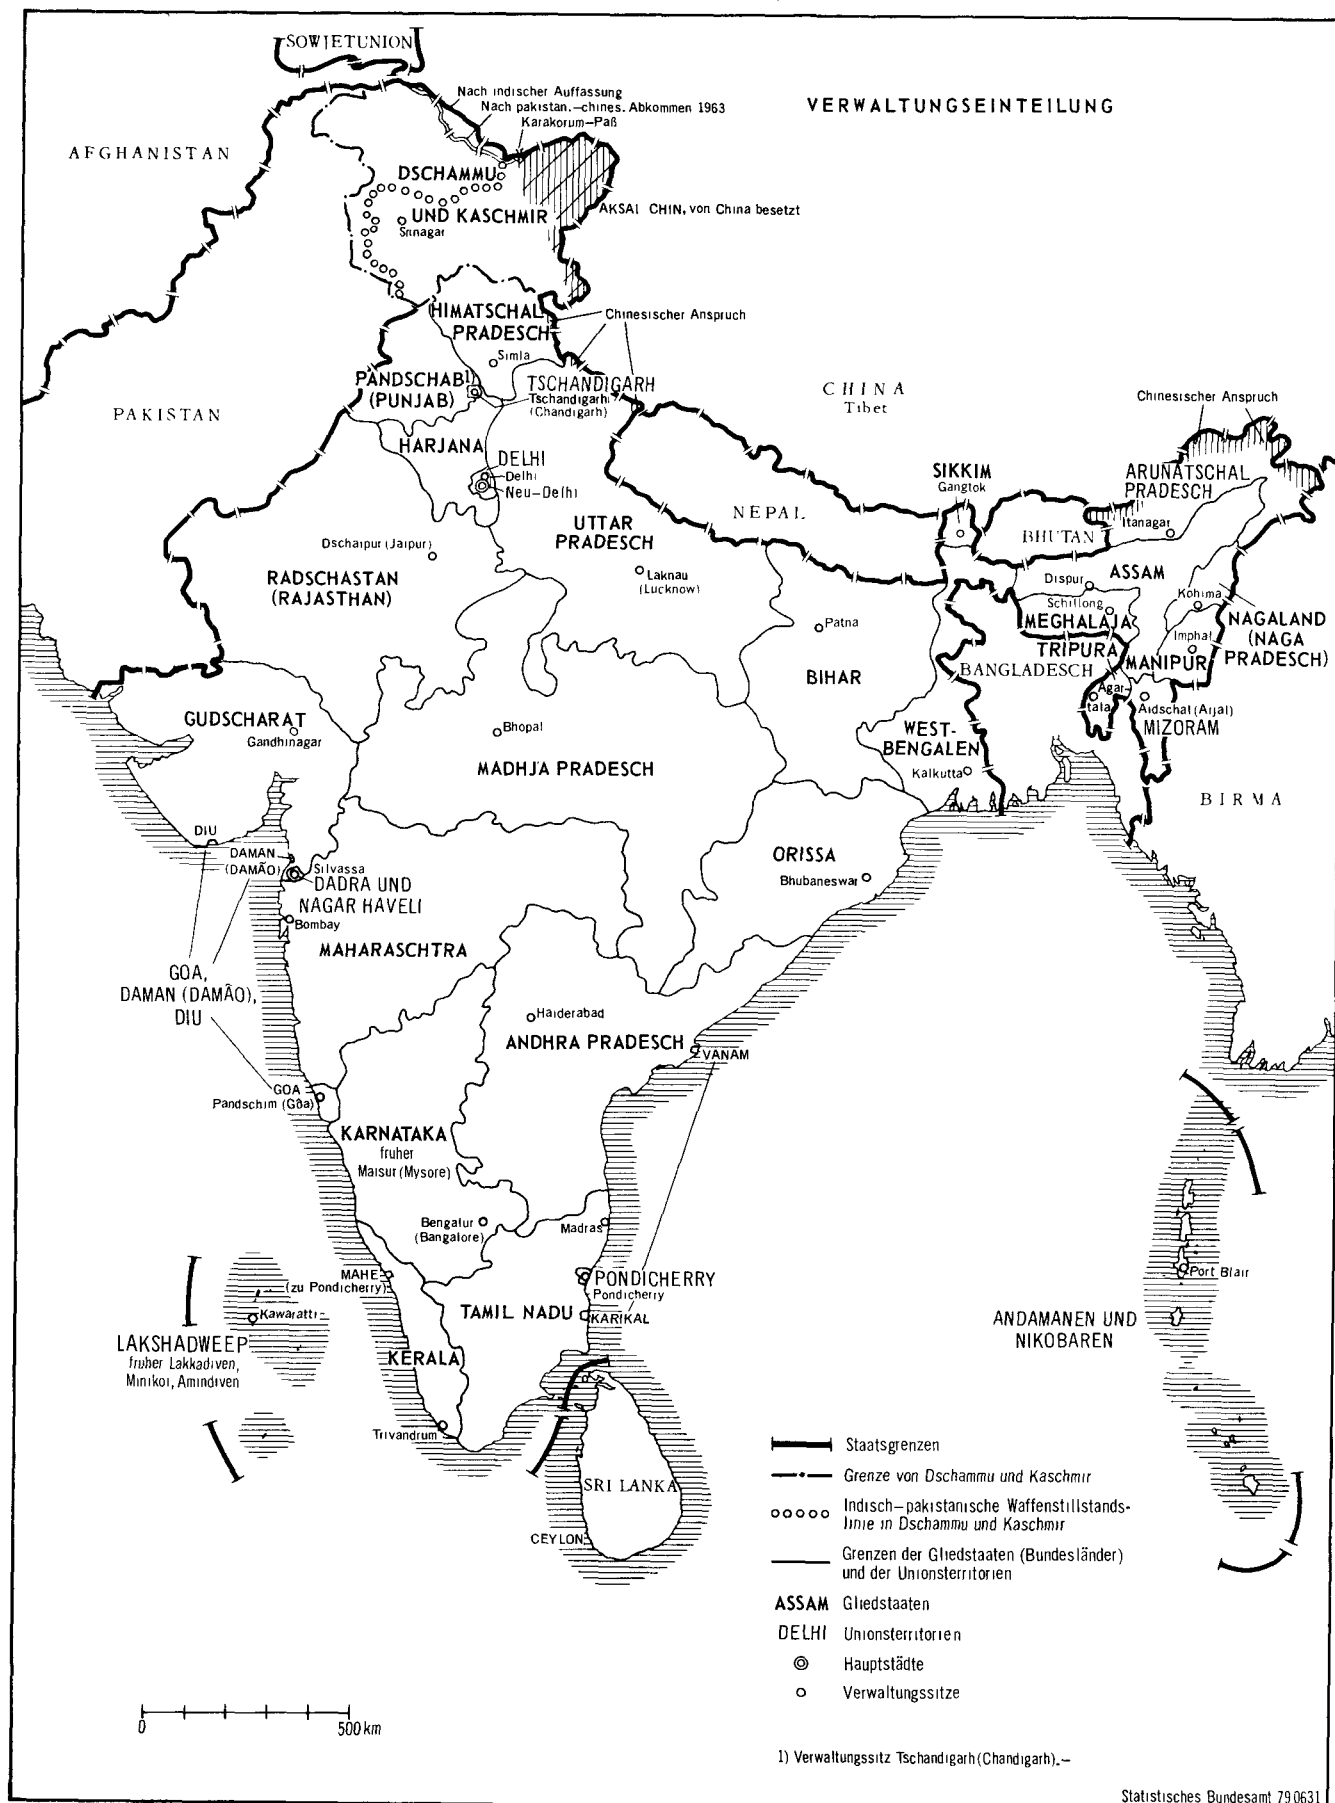 SOWJETUNION
Nach indischer Auffassung
Nach pakistan.-chines. Abkommen 1963
Karakorum-Paß
VERWALTUNGSEINTEILUNG
AFGHANISTAN
DSCHAMMU
UND KASCHMIR
Srinagar
AKSAI CHIN, von China besetzt
HIMATSCHAL
PRADESCH
Simla
Chinesischer Anspruch
PANDSCHAB 1)
(PUNJAB)
TSCHANDIGARH
Tschandigarh
(Chandigarh)
CHINA
Tibet
PAKISTAN
Chinesischer Anspruch
HARJANA
DELHI
Delhi
Neu-Delhi
SIKKIM
Gangtok
ARUNATSCHAL
PRADESCH
Itanagar
NEPAL
BHUTAN
UTTAR
PRADESCH
Dschaipur (Jaipur)
RADSCHASTAN
(RAJASTHAN)
Laknau
(Lucknow)
ASSAM
Dispur
Schillong
MEGHALAJA
Kohima
NAGALAND
(NAGA
PRADESCH)
Patna
Imphal
TRIPURA
MANIPUR
BANGLADESCH
BIHAR
Agar-
tala
Aidschal (Aijal)
MIZORAM
GUDSCHARAT
Gandhinagar
Bhopal
MADHJA PRADESCH
WEST-
BENGALEN
Kalkutta
BIRMA
DIU
DAMAN
(DAMÃO)
Silvassa
DADRA UND
NAGAR HAVELI
ORISSA
Bhubaneswar
Bombay
MAHARASCHTRA
GOA,
DAMAN (DAMÃO),
DIU
Haiderabad
ANDHRA PRADESCH
VANAM
GOA
Pandschim (Gôa)
KARNATAKA
fruher
Maisur (Mysore)
Bengalur
(Bangalore)
Madras
MAHE
(zu Pondicherry)
PONDICHERRY
Pondicherry
Port Blair
Kawaratti
TAMIL NADU
KARIKAL
ANDAMANEN UND
NIKOBAREN
LAKSHADWEEP
fruher Lakkadiven,
Minikoi, Amindiven
KERALA
Trivandrum
SRI LANKA
CEYLON
Staatsgrenzen
Grenze von Dschammu und Kaschmir
Indisch-pakistanische Waffenstillstands-
linie in Dschammu und Kaschmir
Grenzen der Gliedstaaten (Bundesländer)
und der Unionsterritorien
ASSAM Gliedstaaten
DELHI Unionsterritorien
Hauptstädte
Verwaltungssitze
0 500 km
1) Verwaltungssitz Tschandigarh (Chandigarh).-
Statistisches Bundesamt 79 0631